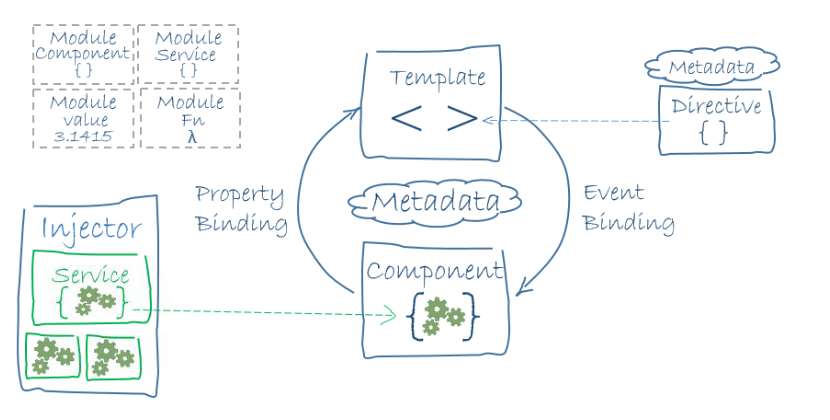 Module
Component
{ }
Module
Service
{ }
Module
value
3.1415
Module
Fn
λ
Template
< >
Metadata
Directive
{ }
Property
Binding
Metadata
Event
Binding
Injector
Service
{ }
Component
{ }